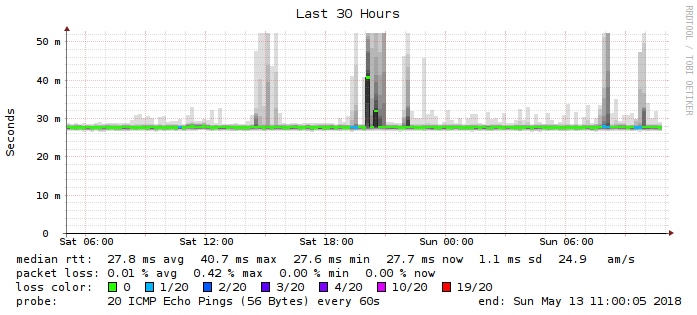 Last 30 Hours
RRDTOOL / TOBI OETIKER
Seconds
50 m
40 m
30 m
20 m
10 m
0
Sat 06:00 Sat 12:00 Sat 18:00 Sun 00:00 Sun 06:00
median rtt: 27.8 ms avg 40.7 ms max 27.6 ms min 27.7 ms now 1.1 ms sd 24.9 am/s
packet loss: 0.01 % avg 0.42 % max 0.00 % min 0.00 % now
loss color: 0 1/20 2/20 3/20 4/20 10/20 19/20
probe: 20 ICMP Echo Pings (56 Bytes) every 60s end: Sun May 13 11:00:05 2018